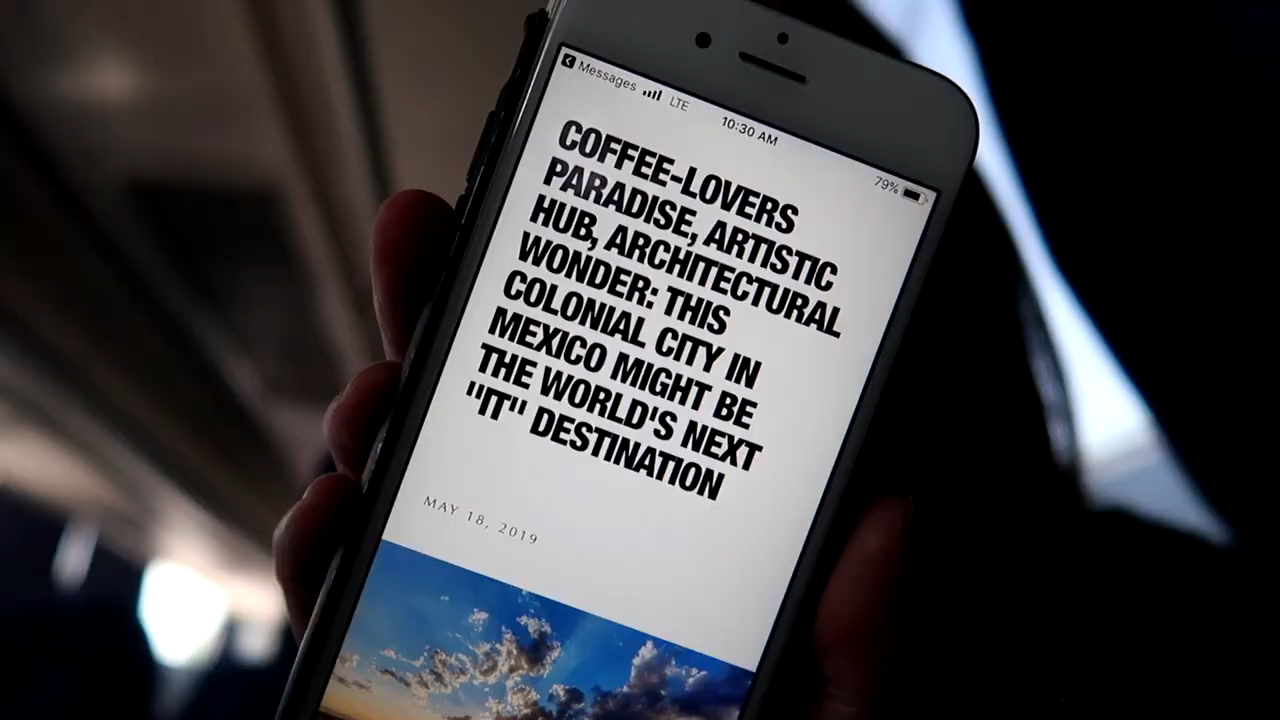 Messages LTE
10:30 AM
79%
COFFEE-LOVERS
PARADISE, ARTISTIC
HUB, ARCHITECTURAL
WONDER: THIS
COLONIAL CITY IN
MEXICO MIGHT BE
THE WORLD'S NEXT
"IT" DESTINATION
MAY 18, 2019